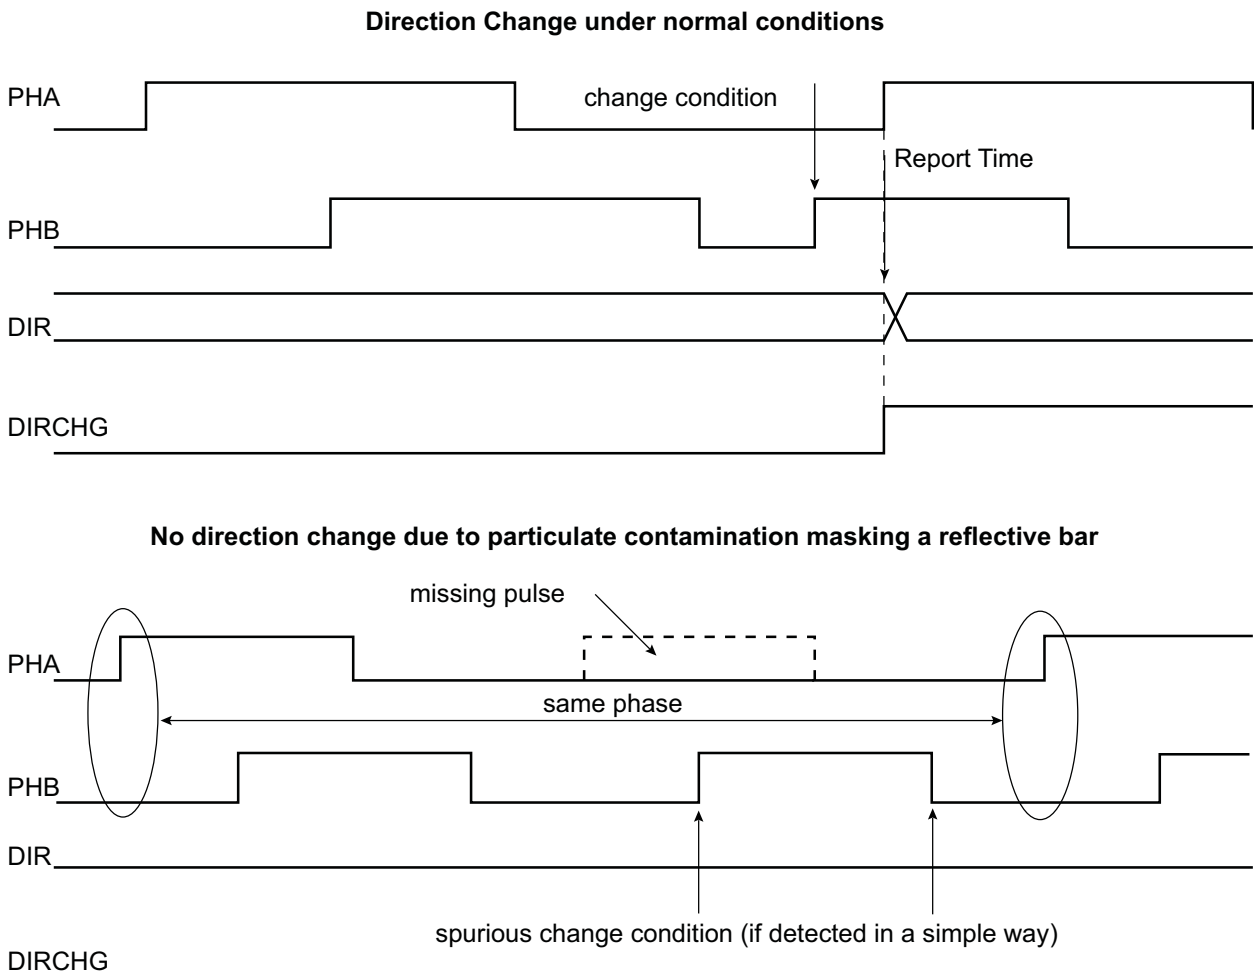 Direction Change under normal conditions
PHA
change condition
Report Time
PHB
DIR
DIRCHG
No direction change due to particulate contamination masking a reflective bar
missing pulse
PHA
same phase
PHB
DIR
spurious change condition (if detected in a simple way)
DIRCHG